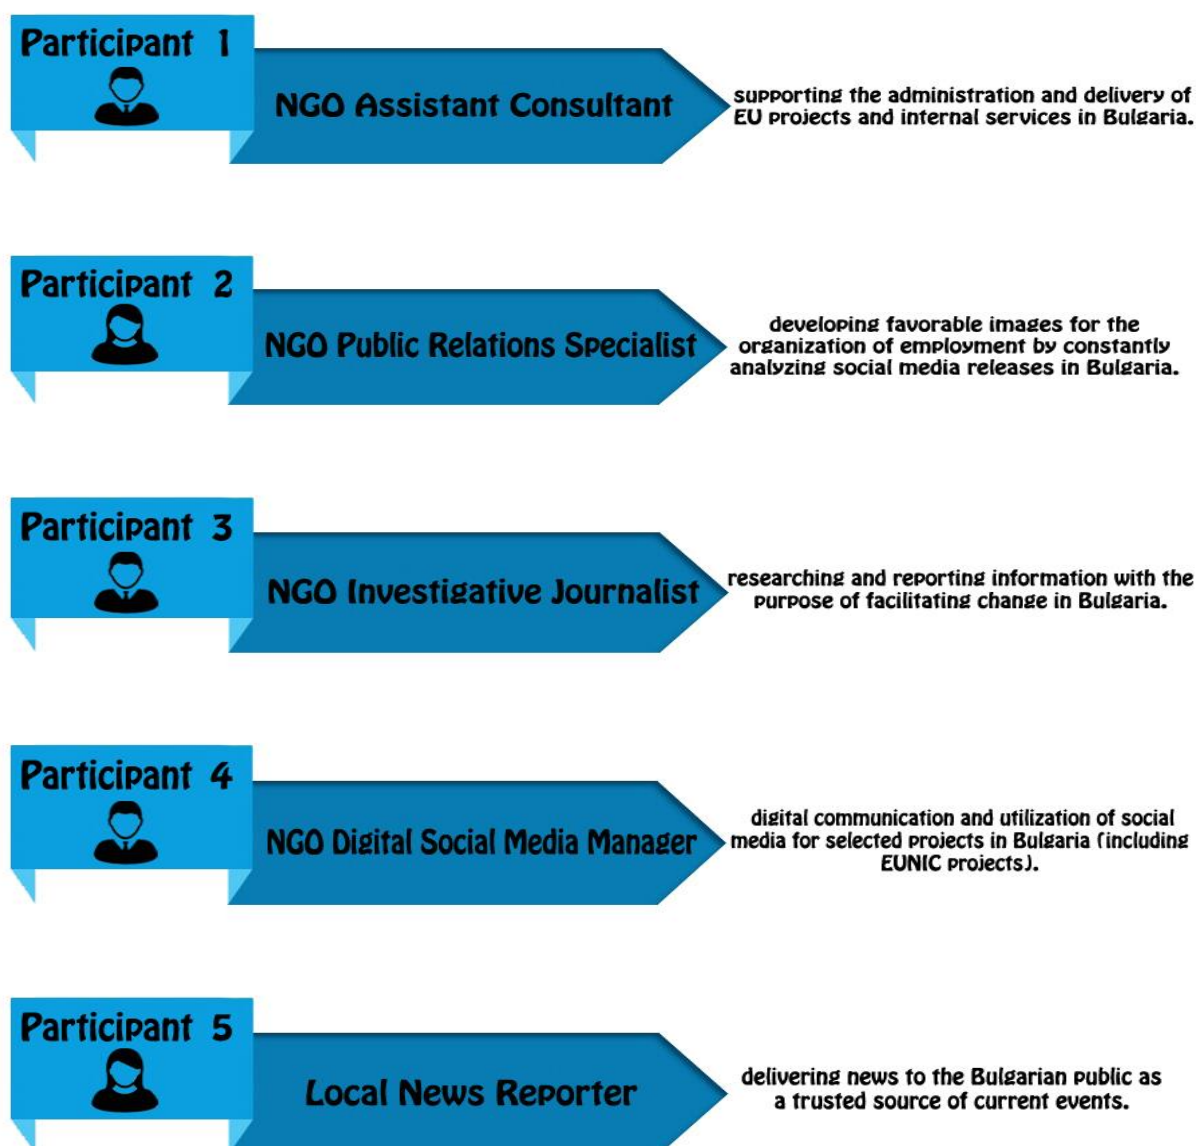 Participant 1
NGO Assistant Consultant
supporting the administration and delivery of
EU projects and internal services in Bulgaria.
Participant 2
NGO Public Relations Specialist
developing favorable images for the
organization of employment by constantly
analyzing social media releases in Bulgaria.
Participant 3
NGO Investigative Journalist
researching and reporting information with the
purpose of facilitating change in Bulgaria.
Participant 4
NGO Digital Social Media Manager
digital communication and utilization of social
media for selected projects in Bulgaria (including
EUNIC projects).
Participant 5
Local News Reporter
delivering news to the Bulgarian public as
a trusted source of current events.